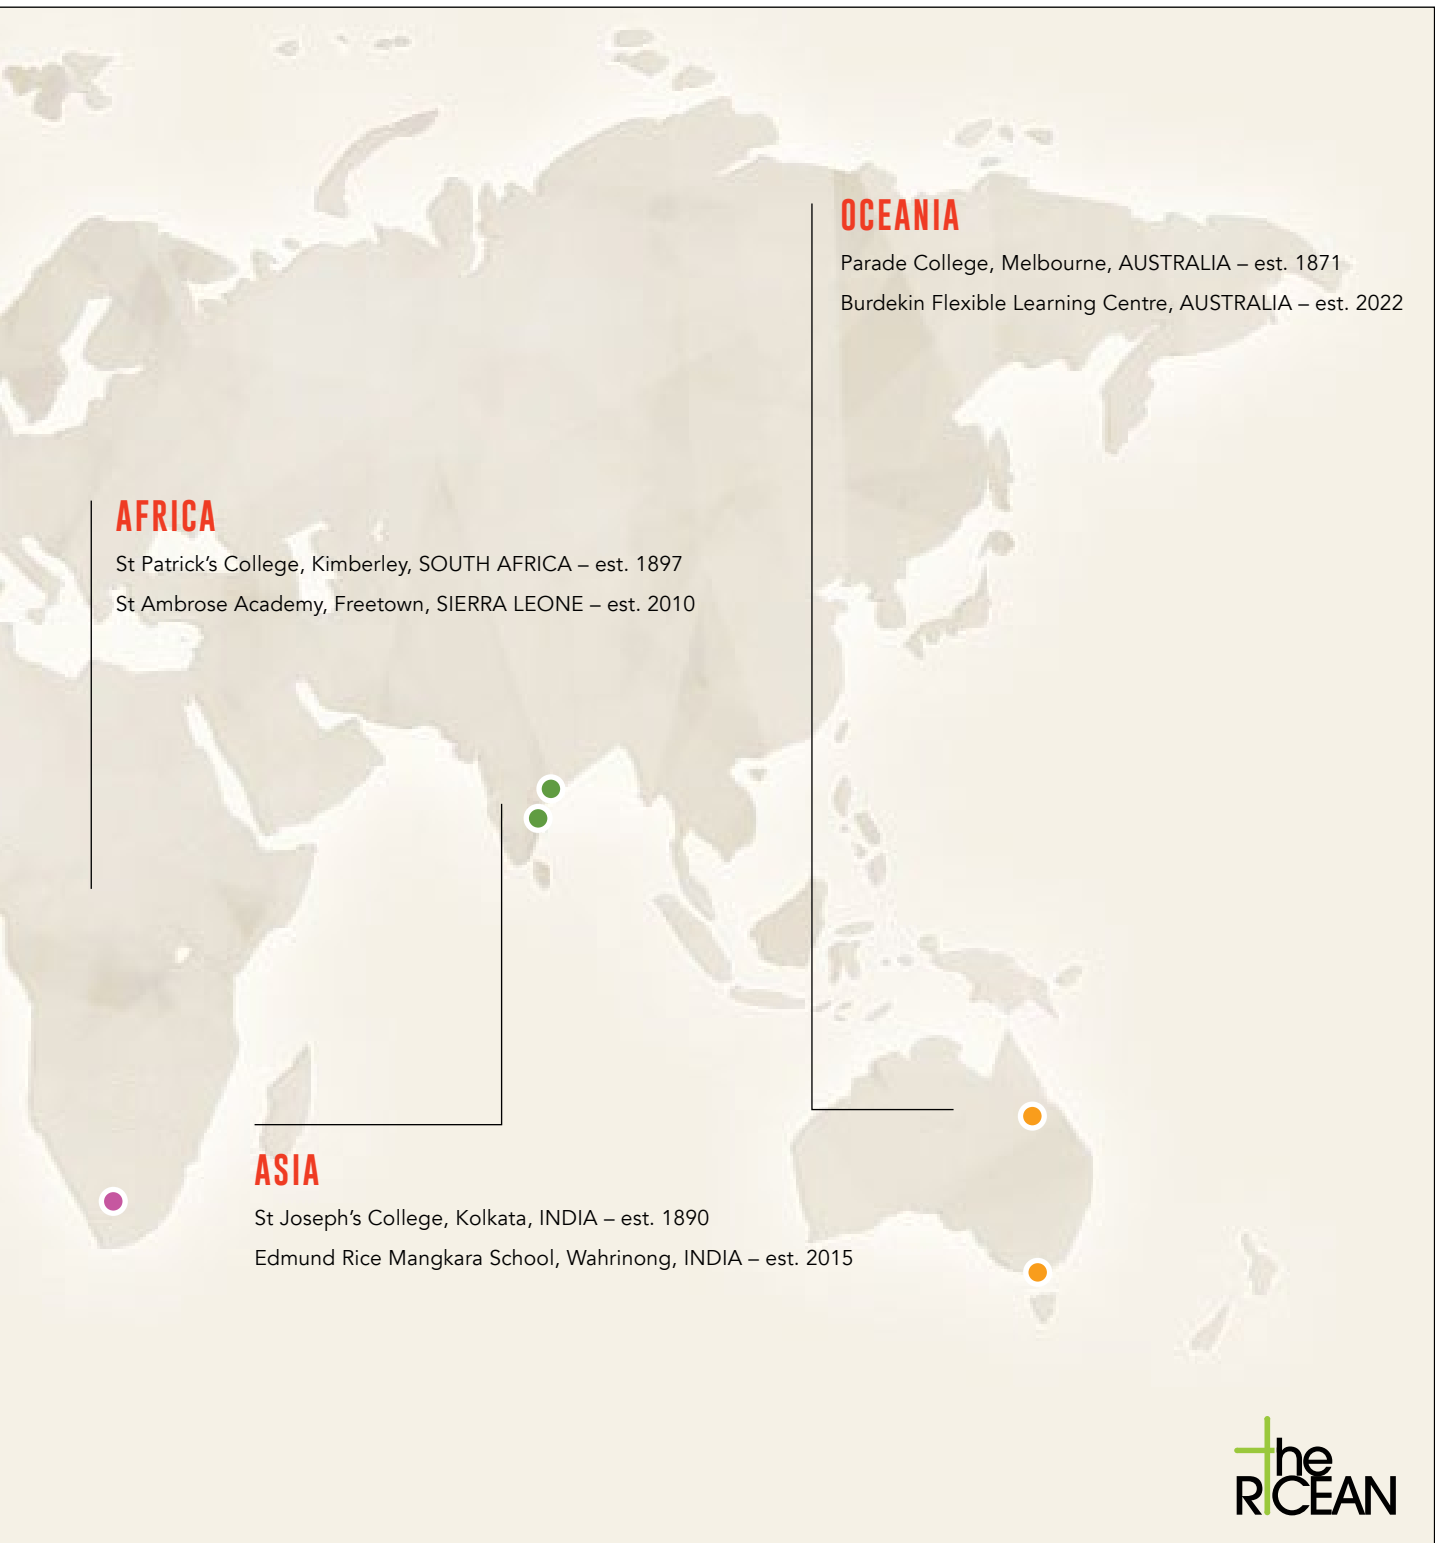 OCEANIA
Parade College, Melbourne, AUSTRALIA – est. 1871
Burdekin Flexible Learning Centre, AUSTRALIA – est. 2022
AFRICA
St Patrick’s College, Kimberley, SOUTH AFRICA – est. 1897
St Ambrose Academy, Freetown, SIERRA LEONE – est. 2010
ASIA
St Joseph’s College, Kolkata, INDIA – est. 1890
Edmund Rice Mangkara School, Wahrinong, INDIA – est. 2015
the
RICEAN